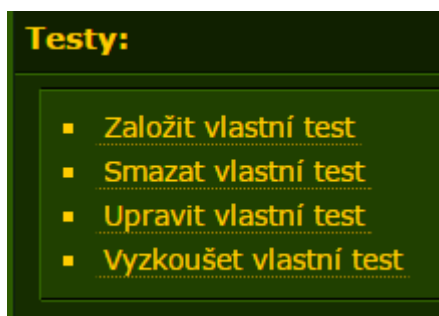 Testy:
Založit vlastní test
Smazat vlastní test
Upravit vlastní test
Vyzkoušet vlastní test